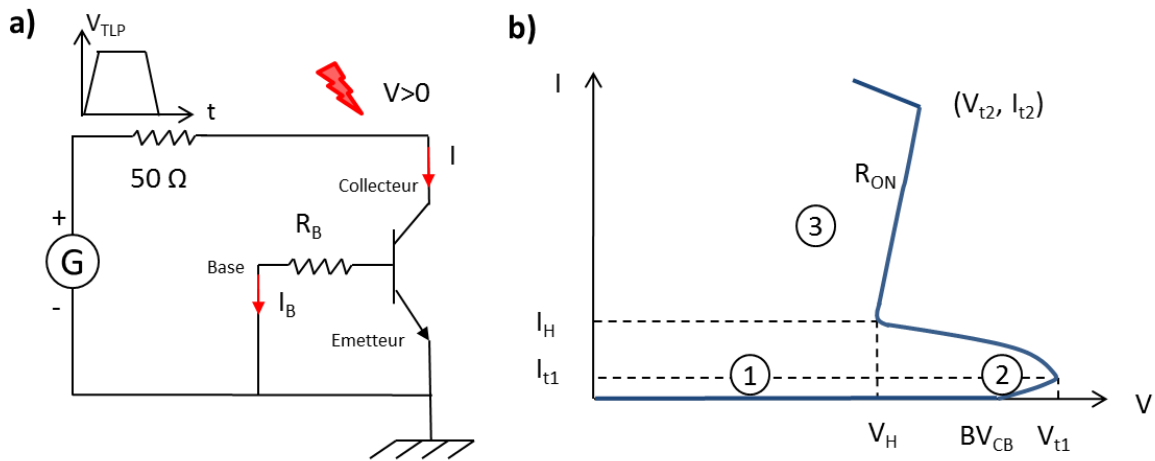 a)
V_TLP
t
50 Ω
V>0
I
Collecteur
R_B
+
G
-
Base
I_B
Emetteur
b)
I
(V_t2, I_t2)
R_ON
3
I_H
I_t1
1
2
V
V_H
BV_CB
V_t1